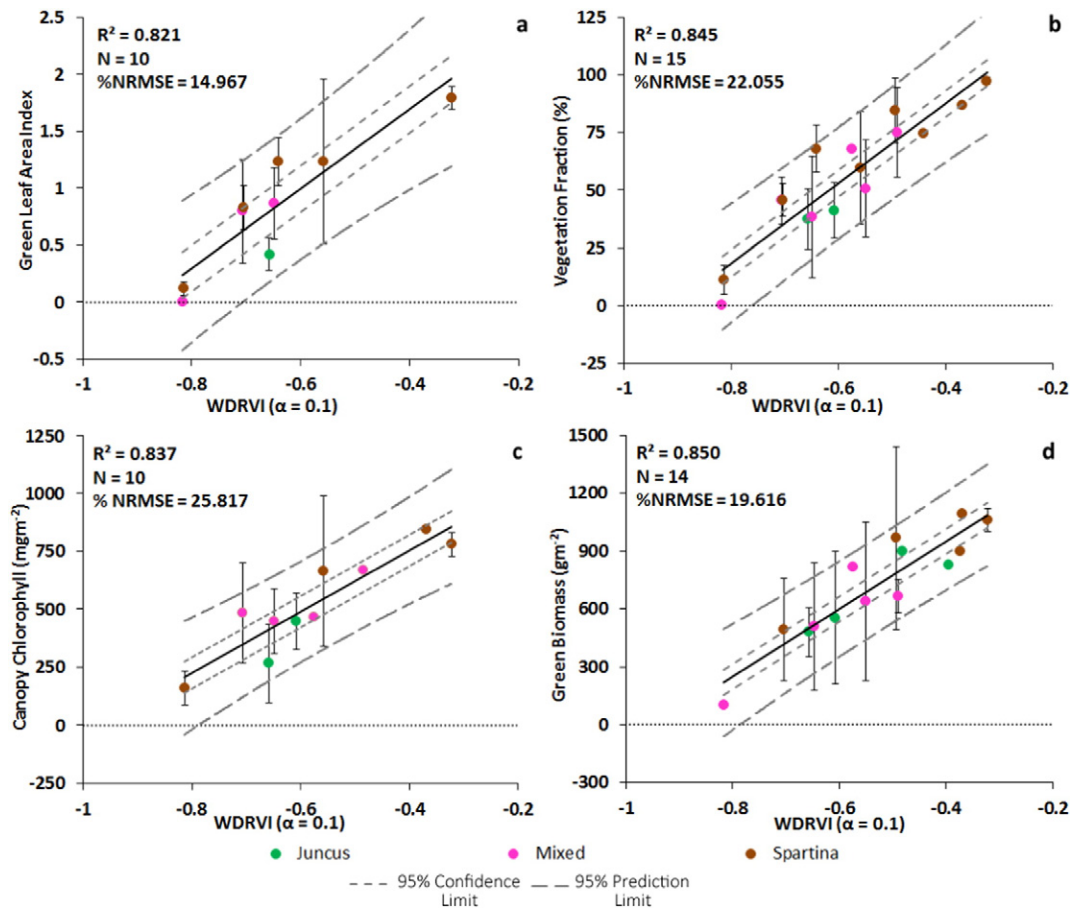 a
R² = 0.821
N = 10
%NRMSE = 14.967
Green Leaf Area Index
2.5
2
1.5
1
0.5
0
-0.5
-1
-0.8
-0.6
-0.4
-0.2
WDRVI (α = 0.1)
b
R² = 0.845
N = 15
%NRMSE = 22.055
Vegetation Fraction (%)
125
100
75
50
25
0
-25
-1
-0.8
-0.6
-0.4
-0.2
WDRVI (α = 0.1)
c
R² = 0.837
N = 10
% NRMSE = 25.817
Canopy Chlorophyll (mgm⁻²)
1250
1000
750
500
250
0
-250
-1
-0.8
-0.6
-0.4
-0.2
WDRVI (α = 0.1)
d
R² = 0.850
N = 14
%NRMSE = 19.616
Green Biomass (gm⁻²)
1500
1200
900
600
300
0
-300
-1
-0.8
-0.6
-0.4
-0.2
WDRVI (α = 0.1)
Juncus
Mixed
Spartina
95% Confidence
Limit
95% Prediction
Limit